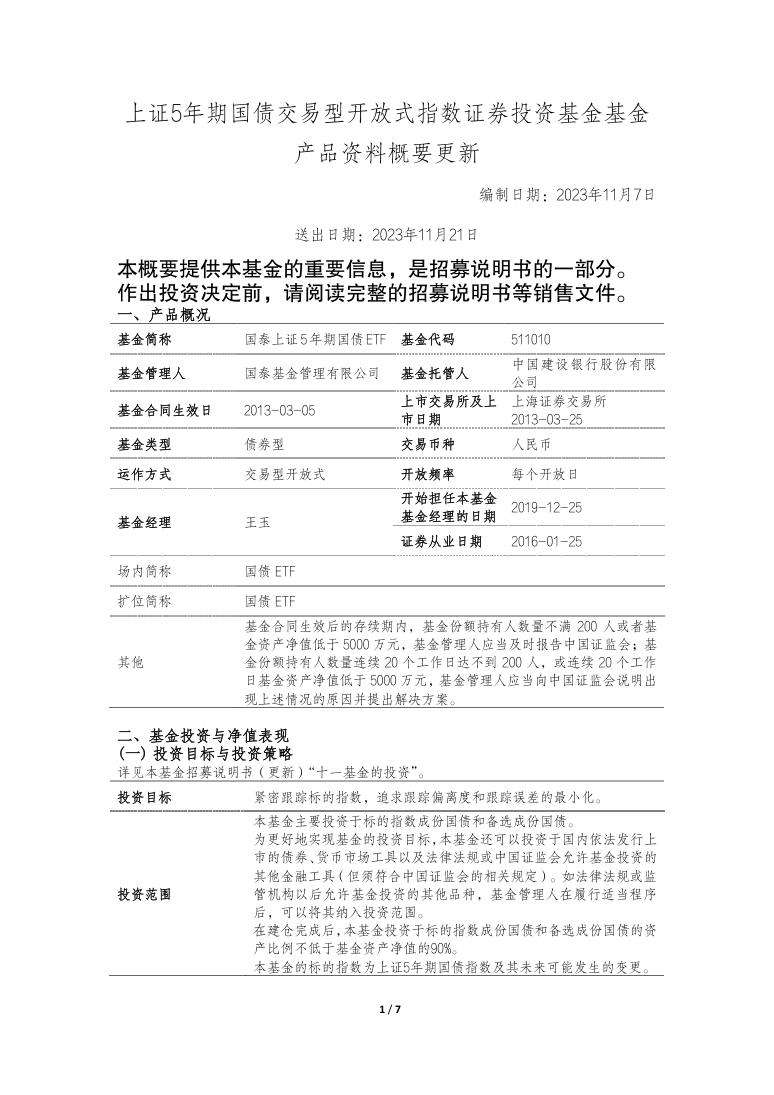 上证5年期国债交易型开放式指数证券投资基金基金
产品资料概要更新
编制日期：2023年11月7日
送出日期：2023年11月21日
本概要提供本基金的重要信息，是招募说明书的一部分。
作出投资决定前，请阅读完整的招募说明书等销售文件。
一、产品概况
基金简称 国泰上证5年期国债ETF 基金代码 511010
基金管理人 国泰基金管理有限公司 基金托管人 中国建设银行股份有限
公司
基金合同生效日 2013-03-05 上市交易所及上 上海证券交易所
市日期 2013-03-25
基金类型 债券型 交易币种 人民币
运作方式 交易型开放式 开放频率 每个开放日
基金经理 王玉 开始担任本基金
基金经理的日期 2019-12-25
证券从业日期 2016-01-25
场内简称 国债 ETF
扩位简称 国债 ETF
其他 基金合同生效后的存续期内，基金份额持有人数量不满 200 人或者基
金资产净值低于 5000 万元，基金管理人应当及时报告中国证监会；基
金份额持有人数量连续 20 个工作日达不到 200 人，或连续 20 个工作
日基金资产净值低于 5000 万元，基金管理人应当向中国证监会说明出
现上述情况的原因并提出解决方案。
二、基金投资与净值表现
(一) 投资目标与投资策略
详见本基金招募说明书（更新）“十一基金的投资”。
投资目标 紧密跟踪标的指数，追求跟踪偏离度和跟踪误差的最小化。
投资范围 本基金主要投资于标的指数成份国债和备选成份国债。
为更好地实现基金的投资目标，本基金还可以投资于国内依法发行上
市的债券、货币市场工具以及法律法规或中国证监会允许基金投资的
其他金融工具（但须符合中国证监会的相关规定）。如法律法规或监
管机构以后允许基金投资的其他品种，基金管理人在履行适当程序
后，可以将其纳入投资范围。
在建仓完成后，本基金投资于标的指数成份国债和备选成份国债的资
产比例不低于基金资产净值的90%。
本基金的标的指数为上证5年期国债指数及其未来可能发生的变更。
1 / 7